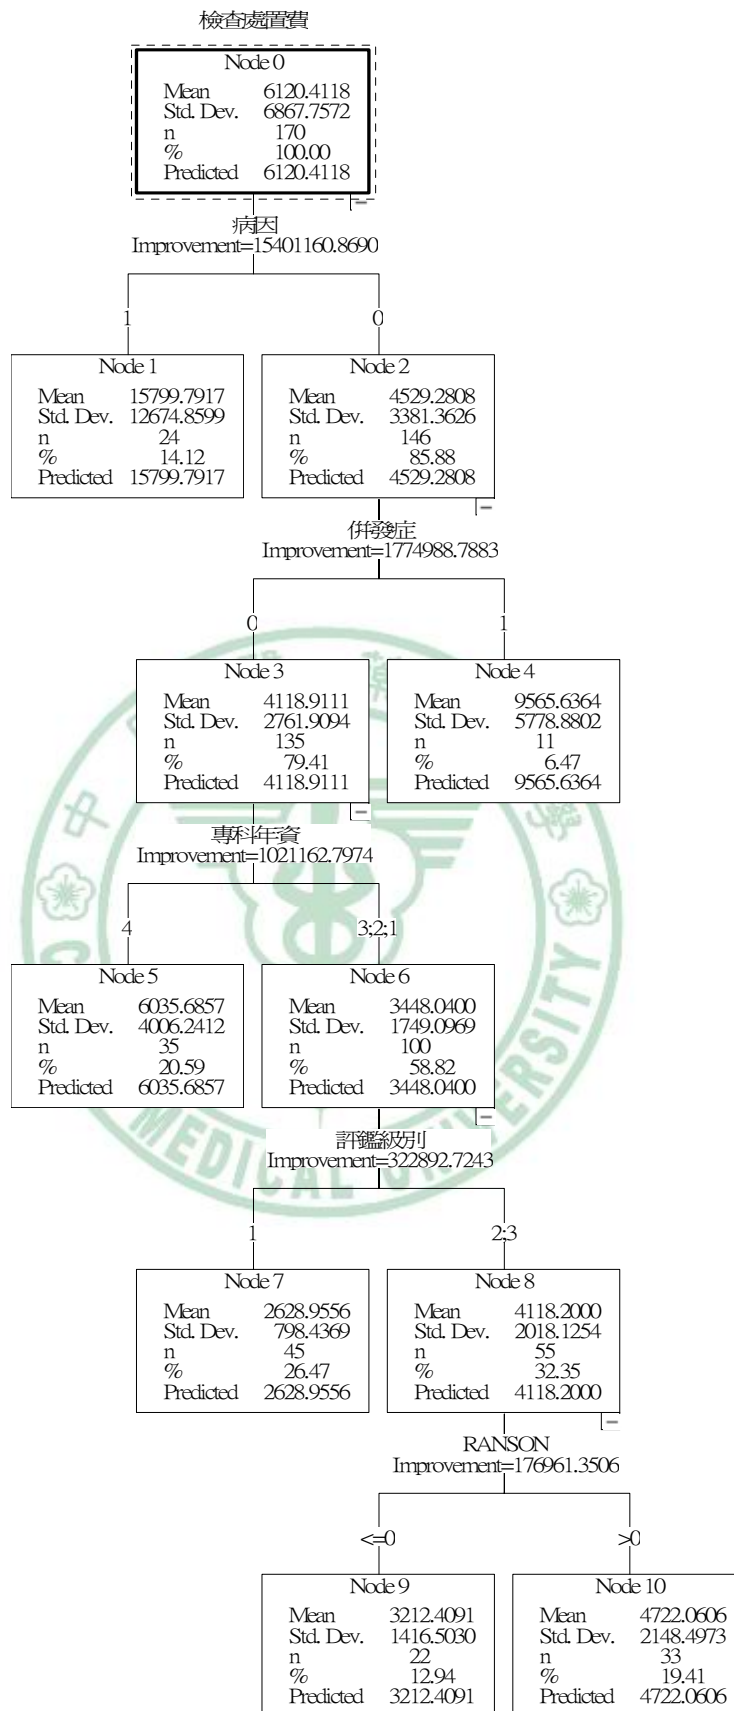 檢查處置費
Node 0
Mean 6120.4118
Std. Dev. 6867.7572
n 170
% 100.00
Predicted 6120.4118
病因
Improvement=15401160.8690
1
0
Node 1
Mean 15799.7917
Std. Dev. 12674.8599
n 24
% 14.12
Predicted 15799.7917
Node 2
Mean 4529.2808
Std. Dev. 3381.3626
n 146
% 85.88
Predicted 4529.2808
併發症
Improvement=1774988.7883
0
1
Node 3
Mean 4118.9111
Std. Dev. 2761.9094
n 135
% 79.41
Predicted 4118.9111
Node 4
Mean 9565.6364
Std. Dev. 5778.8802
n 11
% 6.47
Predicted 9565.6364
專科年資
Improvement=1021162.7974
4
3;2;1
Node 5
Mean 6035.6857
Std. Dev. 4006.2412
n 35
% 20.59
Predicted 6035.6857
Node 6
Mean 3448.0400
Std. Dev. 1749.0969
n 100
% 58.82
Predicted 3448.0400
評鑑級別
Improvement=322892.7243
1
2;3
Node 7
Mean 2628.9556
Std. Dev. 798.4369
n 45
% 26.47
Predicted 2628.9556
Node 8
Mean 4118.2000
Std. Dev. 2018.1254
n 55
% 32.35
Predicted 4118.2000
RANSON
Improvement=176961.3506
<=0
>0
Node 9
Mean 3212.4091
Std. Dev. 1416.5030
n 22
% 12.94
Predicted 3212.4091
Node 10
Mean 4722.0606
Std. Dev. 2148.4973
n 33
% 19.41
Predicted 4722.0606
中
學
MEDICAL UNIVERSITY